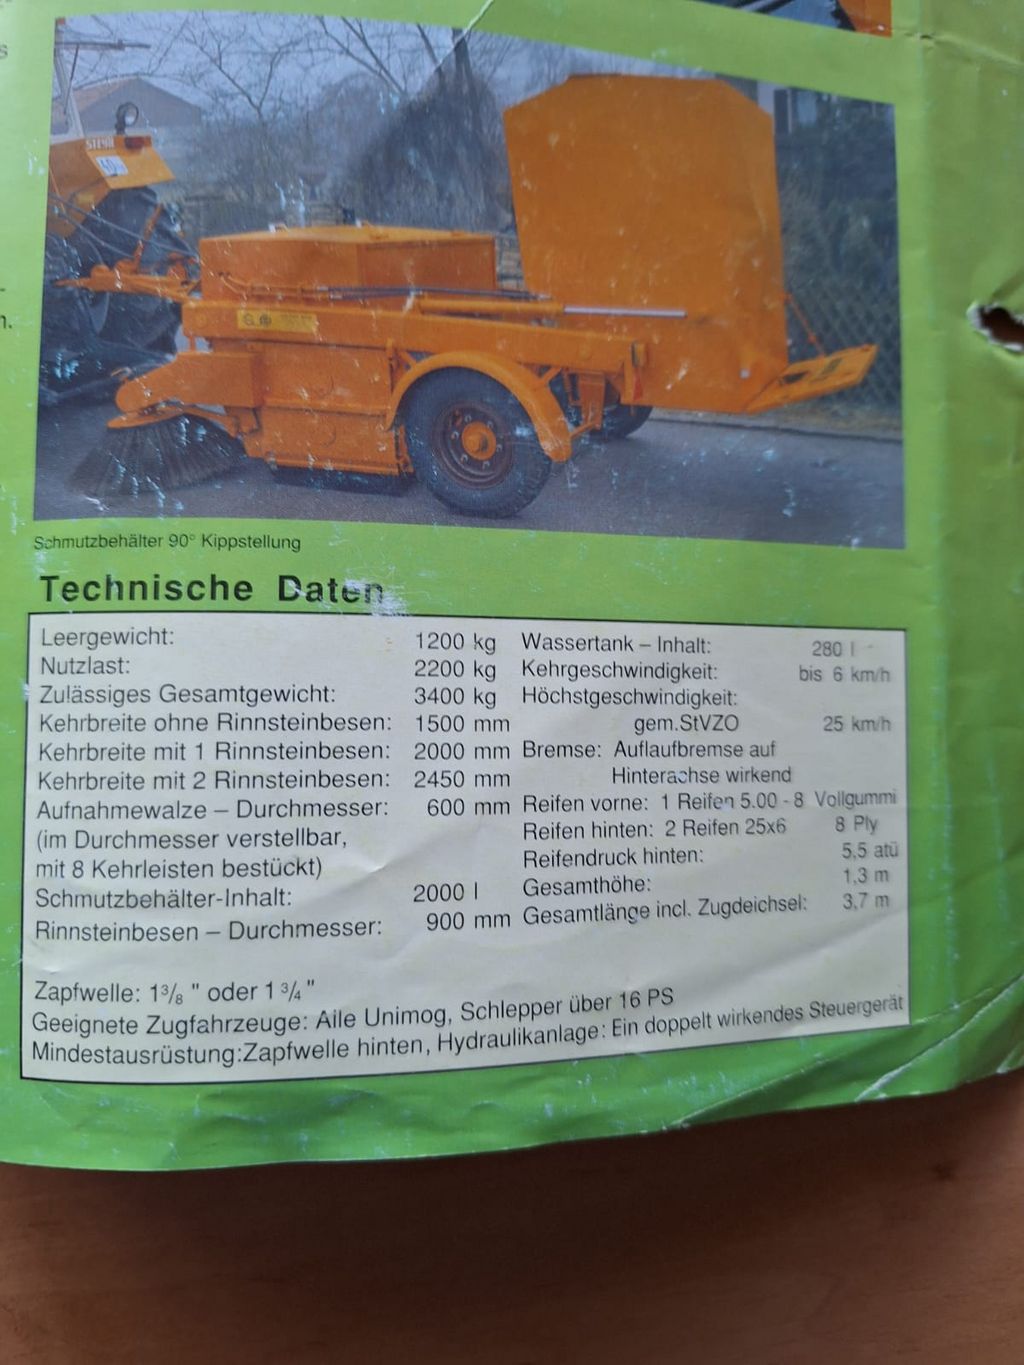 s
n.
STEYR
40
Schmutzbehälter 90° Kippstellung
Technische Daten
Leergewicht: 1200 kg
Nutzlast: 2200 kg
Zulässiges Gesamtgewicht: 3400 kg
Kehrbreite ohne Rinnsteinbesen: 1500 mm
Kehrbreite mit 1 Rinnsteinbesen: 2000 mm
Kehrbreite mit 2 Rinnsteinbesen: 2450 mm
Aufnahmewalze – Durchmesser: 600 mm
(im Durchmesser verstellbar,
mit 8 Kehrleisten bestückt)
Schmutzbehälter-Inhalt: 2000 l
Rinnsteinbesen – Durchmesser: 900 mm
Wassertank – Inhalt: 280 l
Kehrgeschwindigkeit: bis 6 km/h
Höchstgeschwindigkeit:
gem.StVZO 25 km/h
Bremse: Auflaufbremse auf
Hinterachse wirkend
Reifen vorne: 1 Reifen 5.00 - 8 Vollgummi
Reifen hinten: 2 Reifen 25x6 8 Ply
Reifendruck hinten: 5,5 atü
Gesamthöhe: 1,3 m
Gesamtlänge incl. Zugdeichsel: 3,7 m
Zapfwelle: 1 3/8 " oder 1 3/4 "
Geeignete Zugfahrzeuge: Aile Unimog, Schlepper über 16 PS
Mindestausrüstung:Zapfwelle hinten, Hydraulikanlage: Ein doppelt wirkendes Steuergerät